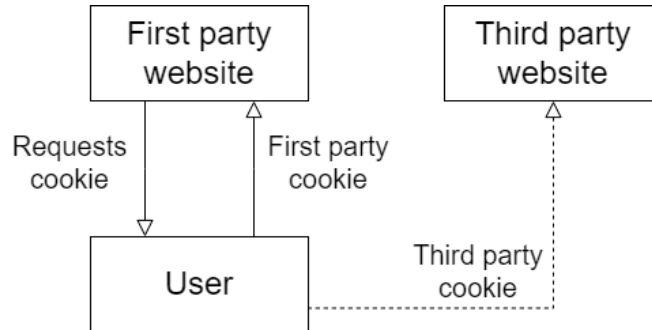 First party
website
Third party
website
Requests
cookie
First party
cookie
User
Third party
cookie